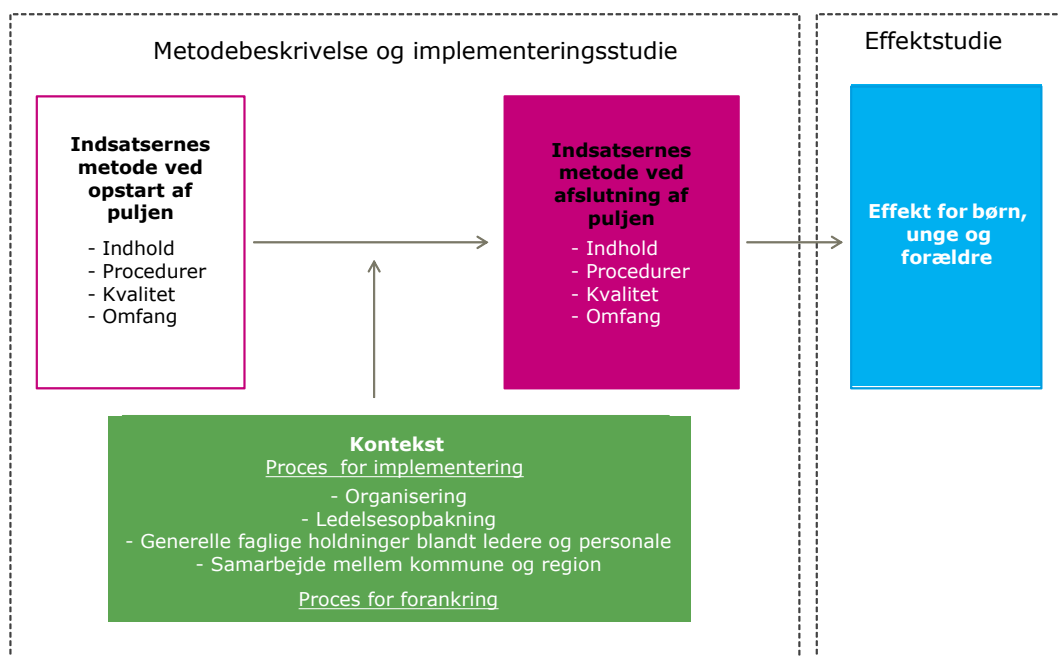 Metodebeskrivelse og implementeringsstudie
Indsatsernes
metode ved
opstart af
puljen
- Indhold
- Procedurer
- Kvalitet
- Omfang
Indsatsernes
metode ved
afslutning af
puljen
- Indhold
- Procedurer
- Kvalitet
- Omfang
Kontekst
Proces for implementering
- Organisering
- Ledelsesopbakning
- Generelle faglige holdninger blandt ledere og personale
- Samarbejde mellem kommune og region
Proces for forankring
Effektstudie
Effekt for børn,
unge og
forældre